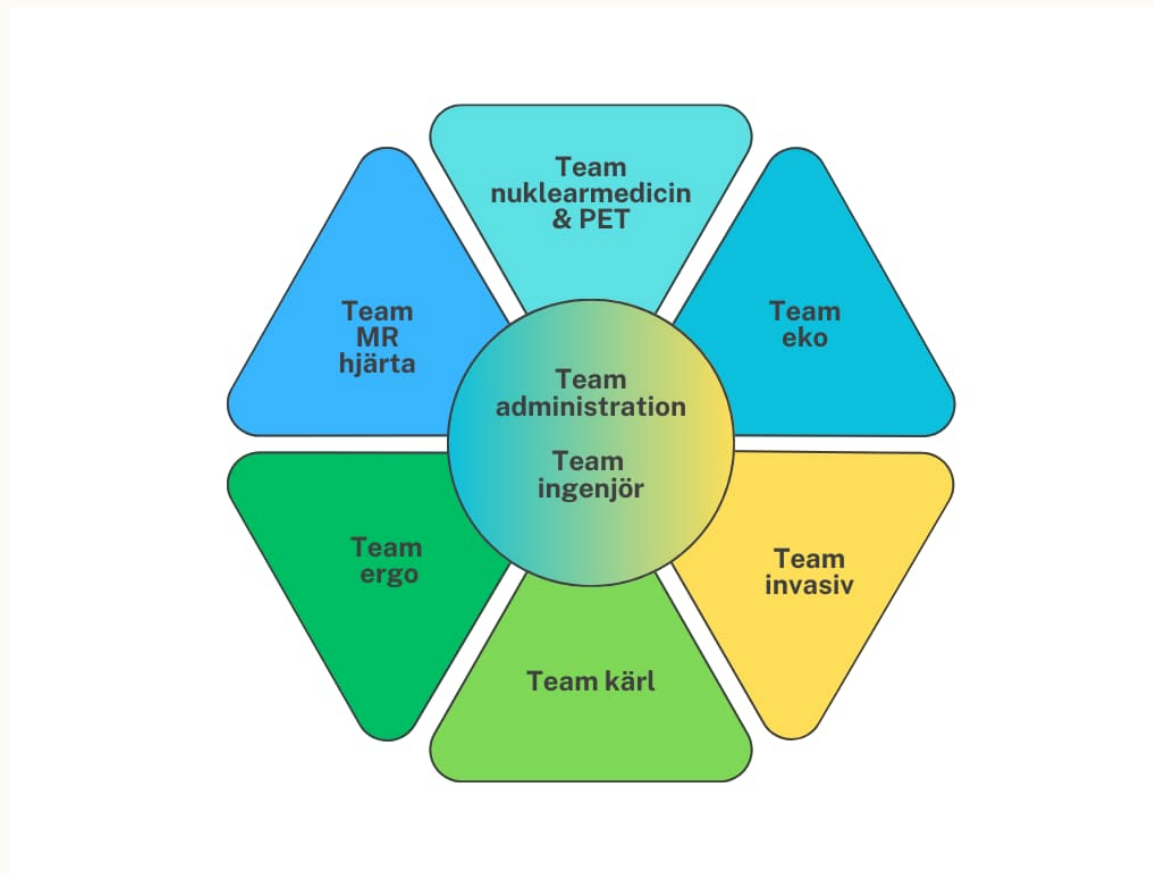 Team
nuklearmedicin
& PET
Team
MR
hjärta
Team
eko
Team
administration
Team
ingenjör
Team
ergo
Team
invasiv
Team kärl